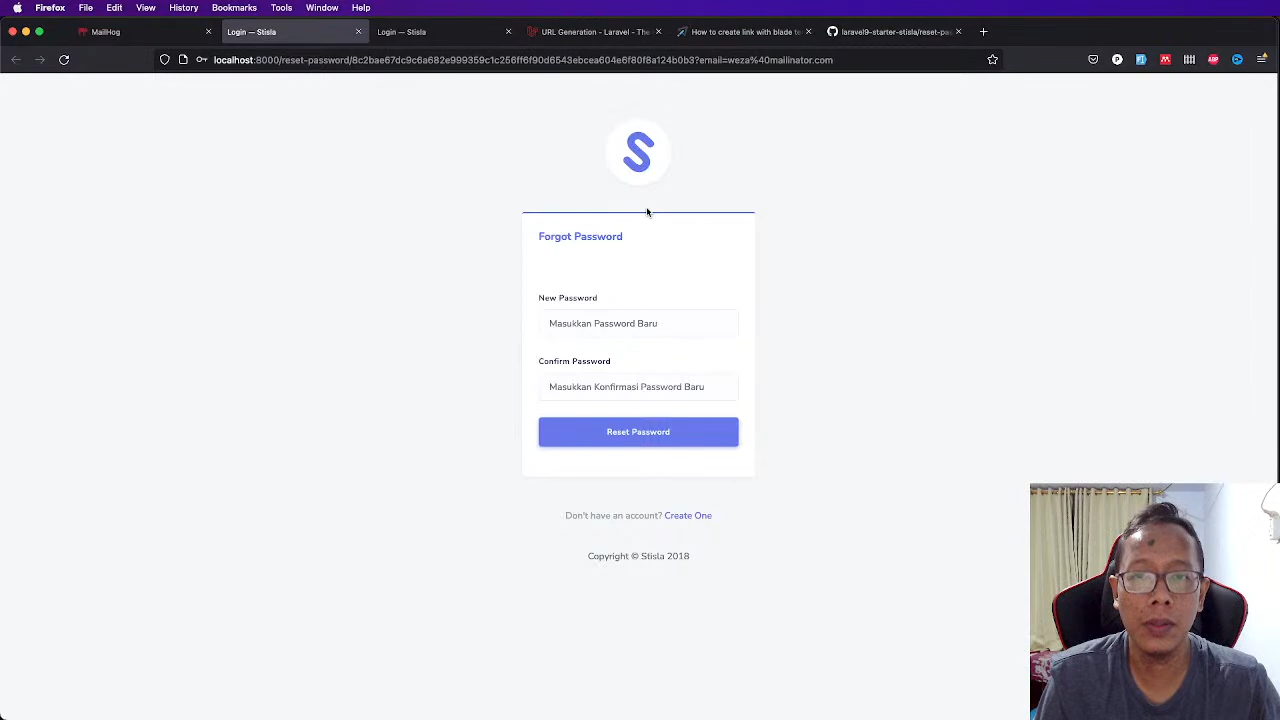 Firefox File Edit View History Bookmarks Tools Window Help
MailHog
Login — Stisla
Login — Stisla
URL Generation - Laravel - The
How to create link with blade te
laravel9-starter-stisla/reset-pa
localhost:8000/reset-password/8c2bae67dc9c6a682e999359c1c256ff6f90d6543ebcea604e6f80f8a124b0b3?email=weza%40mailinator.com
S
Forgot Password
New Password
Masukkan Password Baru
Confirm Password
Masukkan Konfirmasi Password Baru
Reset Password
Don't have an account? Create One
Copyright © Stisla 2018